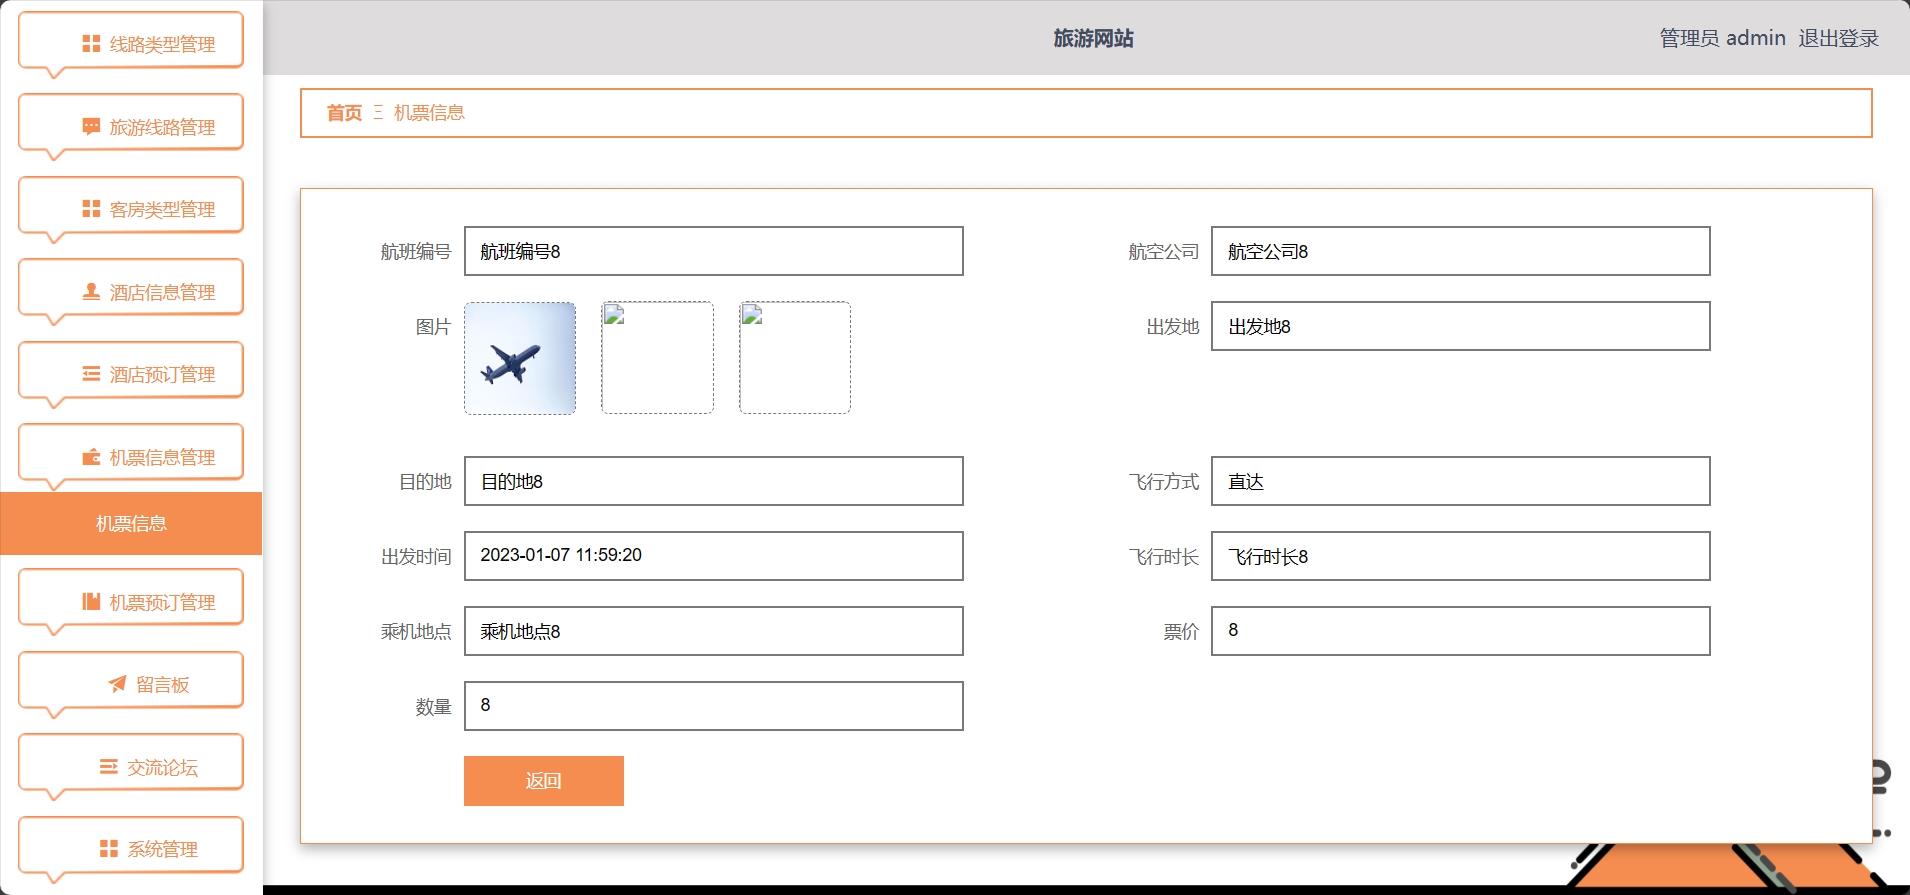 旅游网站
管理员 admin 退出登录
线路类型管理
旅游线路管理
客房类型管理
酒店信息管理
酒店预订管理
机票信息管理
机票信息
机票预订管理
留言板
交流论坛
系统管理
首页 Ξ 机票信息
航班编号 航班编号8
航空公司 航空公司8
图片
出发地 出发地8
目的地 目的地8
飞行方式 直达
出发时间 2023-01-07 11:59:20
飞行时长 飞行时长8
乘机地点 乘机地点8
票价 8
数量 8
返回